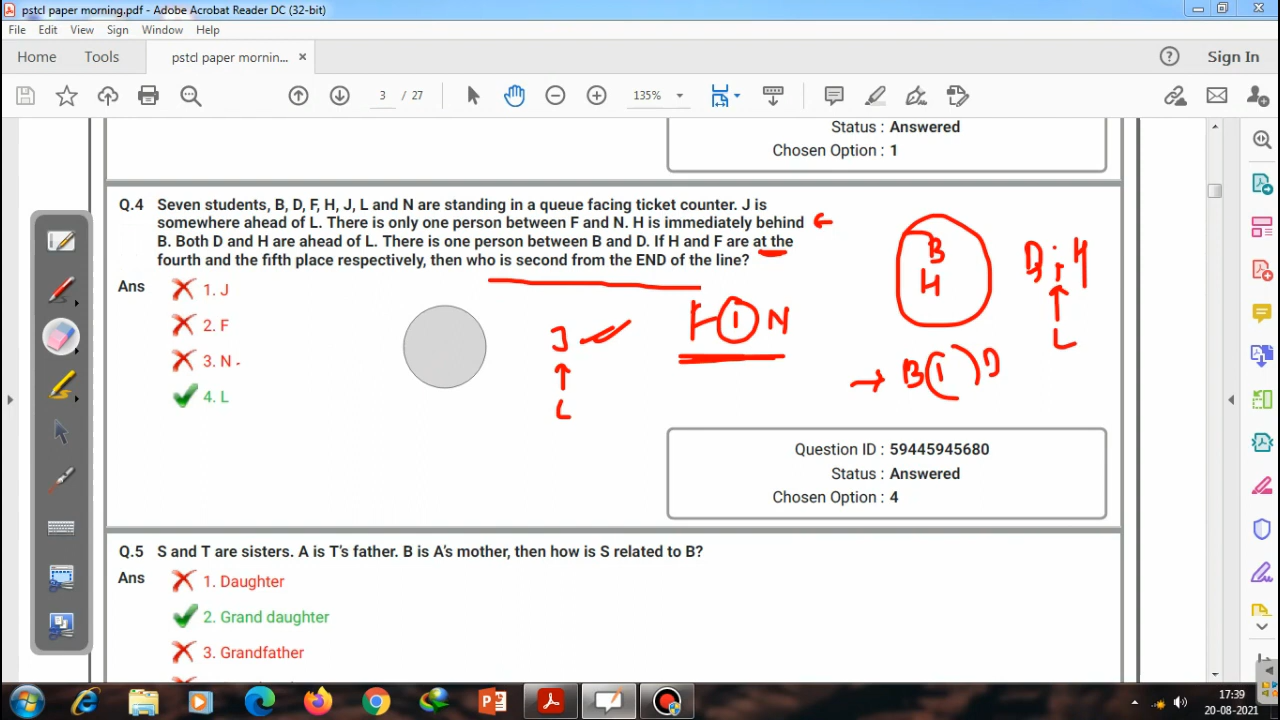 pstcl paper morning.pdf - Adobe Acrobat Reader DC (32-bit)
File Edit View Sign Window Help
Home Tools pstcl paper mornin... × Sign In
3 / 27 135%
Status : Answered
Chosen Option : 1
Q.4 Seven students, B, D, F, H, J, L and N are standing in a queue facing ticket counter. J is
somewhere ahead of L. There is only one person between F and N. H is immediately behind
B. Both D and H are ahead of L. There is one person between B and D. If H and F are at the
fourth and the fifth place respectively, then who is second from the END of the line?
Ans 1. J
2. F
3. N
4. L
B
H
D ; H
L
F 1 N
J
L
B (1) D
Question ID : 59445945680
Status : Answered
Chosen Option : 4
Q.5 S and T are sisters. A is T's father. B is A's mother, then how is S related to B?
Ans 1. Daughter
2. Grand daughter
3. Grandfather
17:39
20-08-2021